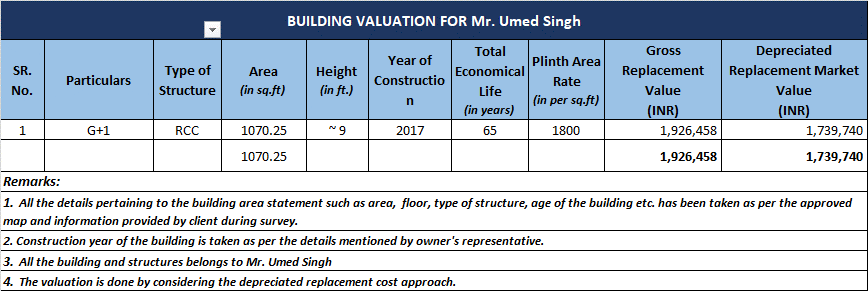 BUILDING VALUATION FOR Mr. Umed Singh
SR. No. Particulars Type of Structure Area (in sq.ft) Height (in ft.) Year of Constructio n Total Economical Life (in years) Plinth Area Rate (in per sq.ft) Gross Replacement Value (INR) Depreciated Replacement Market Value (INR)
1 G+1 RCC 1070.25 ~ 9 2017 65 1800 1,926,458 1,739,740
1070.25 1,926,458 1,739,740
Remarks:
1. All the details pertaining to the building area statement such as area, floor, type of structure, age of the building etc. has been taken as per the approved
map and information provided by client during survey.
2. Construction year of the building is taken as per the details mentioned by owner's representative.
3. All the building and structures belongs to Mr. Umed Singh
4. The valuation is done by considering the depreciated replacement cost approach.